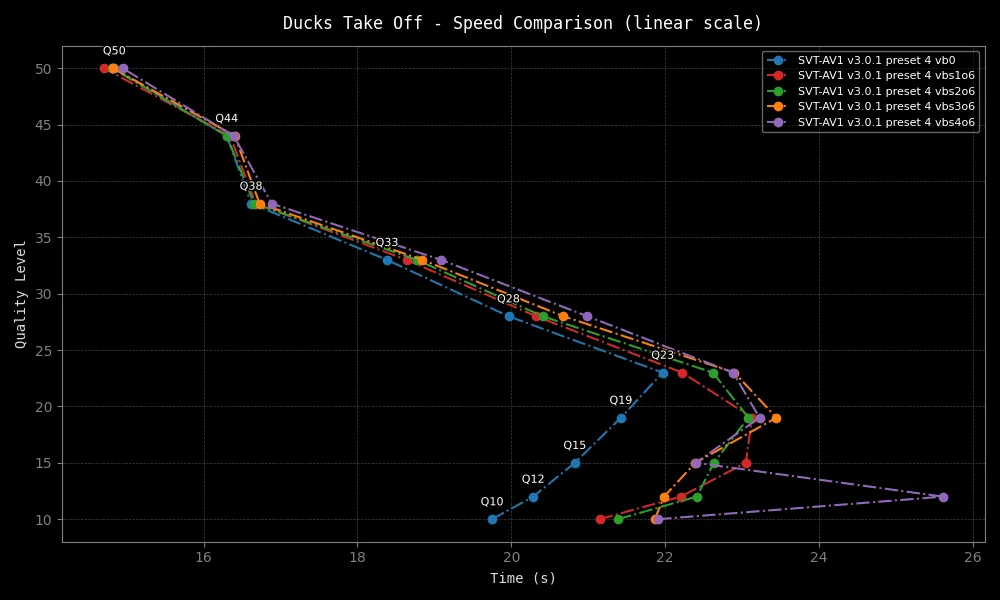 Ducks Take Off - Speed Comparison (linear scale)
SVT-AV1 v3.0.1 preset 4 vb0
SVT-AV1 v3.0.1 preset 4 vbs1o6
SVT-AV1 v3.0.1 preset 4 vbs2o6
SVT-AV1 v3.0.1 preset 4 vbs3o6
SVT-AV1 v3.0.1 preset 4 vbs4o6
Quality Level
50
45
40
35
30
25
20
15
10
Q50
Q44
Q38
Q33
Q28
Q23
Q19
Q15
Q12
Q10
16
18
20
22
24
26
Time (s)